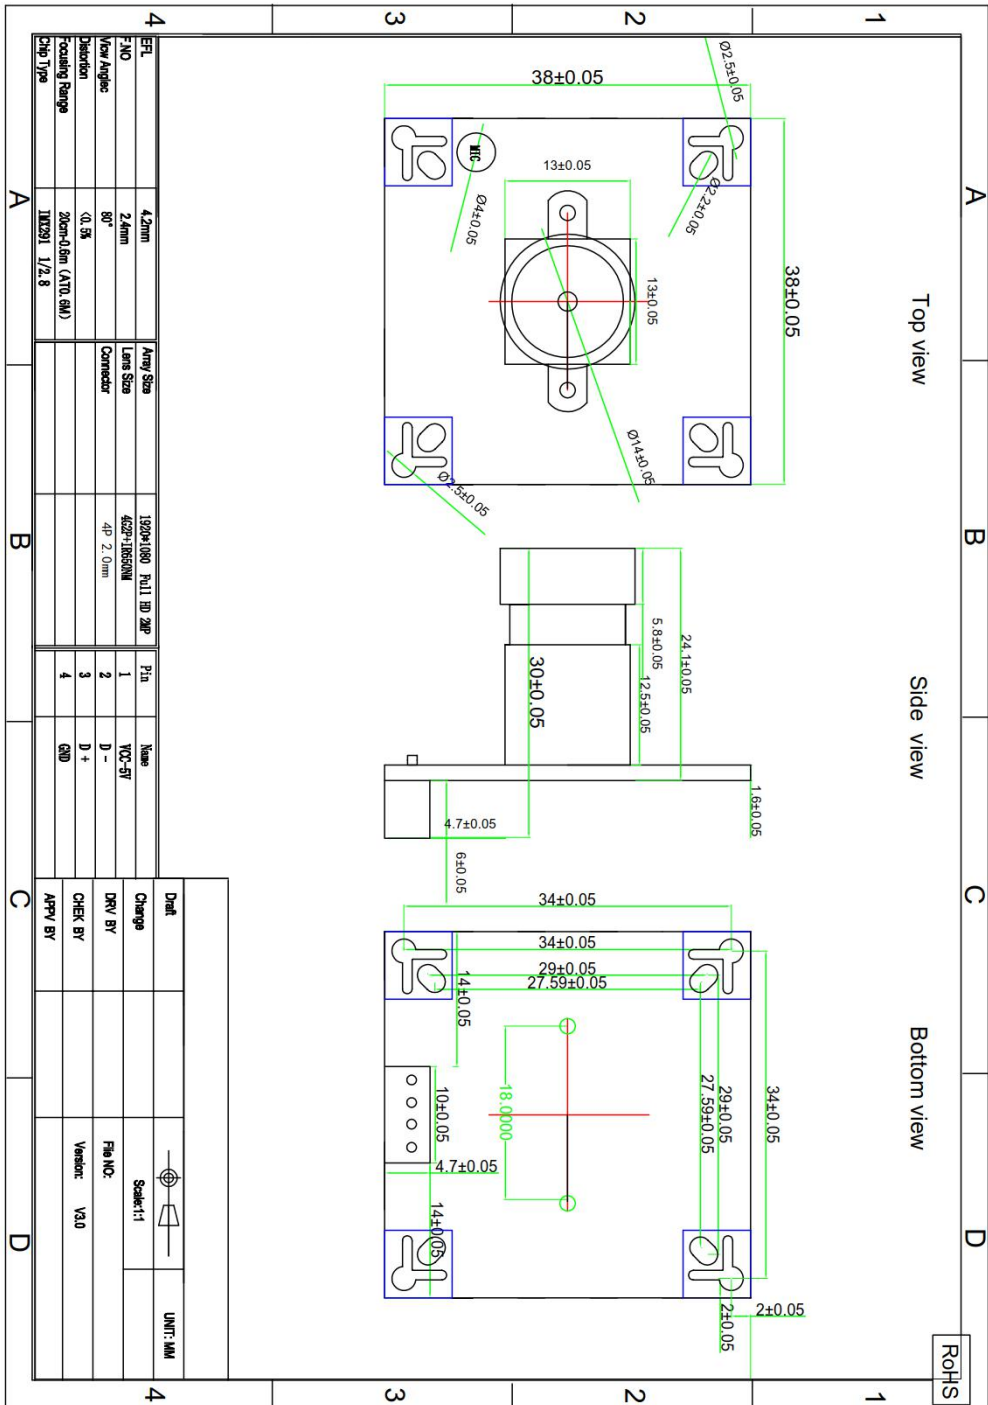 RoHS
1
2
3
4
1
2
3
4
A
B
C
D
A
B
C
D
Top view
Side view
Bottom view
Ø2.5±0.05
38±0.05
38±0.05
MIC
13±0.05
13±0.05
Ø2.2±0.05
Ø4±0.05
Ø14±0.05
Ø2.5±0.05
24.1±0.05
5.8±0.05
12.5±0.05
30±0.05
1.6±0.05
4.7±0.05
6±0.05
34±0.05
34±0.05
29±0.05
27.59±0.05
14±0.05
10±0.05
18.0000
4.7±0.05
14±0.05
34±0.05
29±0.05
27.59±0.05
2±0.05
2±0.05
EFL 4.2mm Array Size 1920*1080 Full HD 2MP Pin Name
F.NO 2.4mm Lens Size 4G2P+IR650NM 1 VCC-5V
View Angles 80° Connector 4P 2.0mm 2 D -
Distortion <0.5% 3 D +
Focusing Range 20cm-0.6m (AT0.6M) 4 GND
Chip Type IMX291 1/2.8
Draft
Change
DRV BY
CHEK BY
APPV BY
Scale:1:1
File NO:
Version: V3.0
UNIT: MM